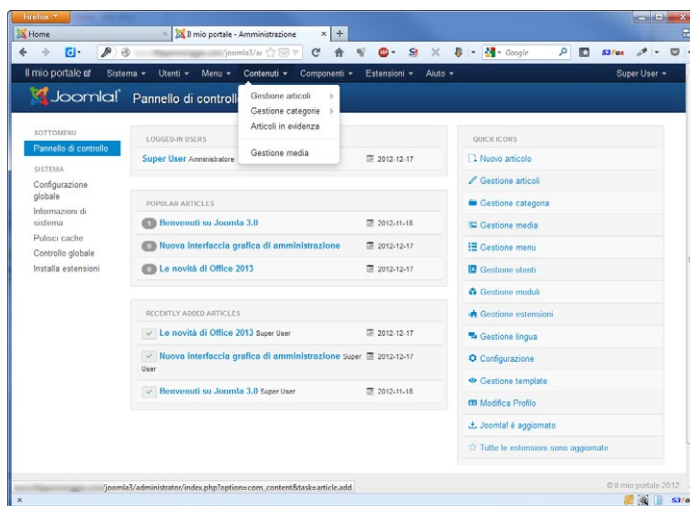 Firefox
Home
Il mio portale - Amministrazione
joomla3/ac
Google
S3Fox
Il mio portale
Sistema Utenti Menu Contenuti Componenti Estensioni Aiuto
Super User
Joomla!
Pannello di controll
Gestione articoli
Gestione categorie
Articoli in evidenza
Gestione media
SOTTOMENU
Pannello di controllo
SISTEMA
Configurazione
globale
Informazioni di
sistema
Pulisci cache
Controllo globale
Installa estensioni
LOGGED-IN USERS
Super User Amministratore 2012-12-17
POPULAR ARTICLES
1 Benvenuti su Joomla 3.0 2012-11-18
0 Nuova interfaccia grafica di amministrazione 2012-12-17
0 Le novità di Office 2013 2012-12-17
RECENTLY ADDED ARTICLES
Le novità di Office 2013 Super User 2012-12-17
Nuova interfaccia grafica di amministrazione Super 2012-12-17
User
Benvenuti su Joomla 3.0 Super User 2012-11-18
QUICK ICONS
Nuovo articolo
Gestione articoli
Gestione categoria
Gestione media
Gestione menu
Gestione utenti
Gestione moduli
Gestione estensioni
Gestione lingua
Configurazione
Gestione template
Modifica Profilo
Joomla! è aggiornato
Tutte le estensioni sono aggiornate
/joomla3/administrator/index.php?option=com_content&task=article.add
© Il mio portale 2012